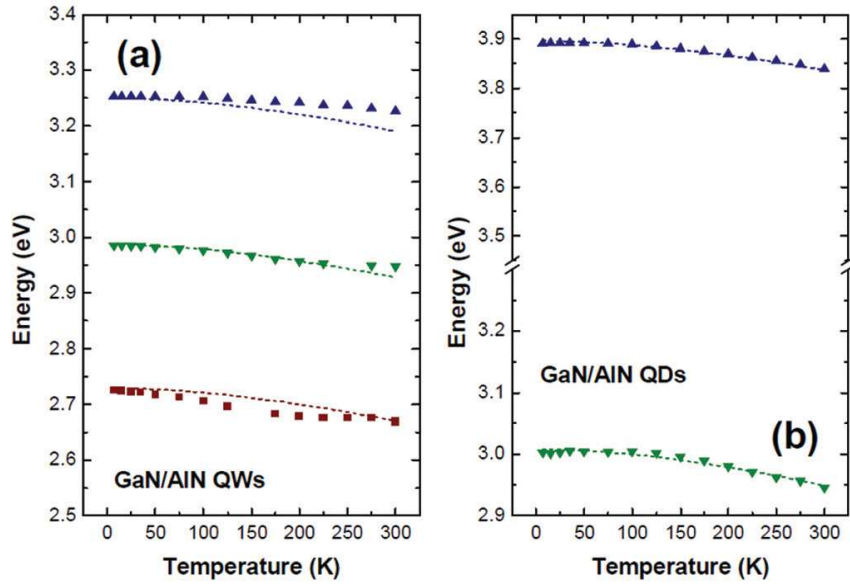 (a)
3.4
3.3
3.2
3.1
3.0
2.9
2.8
2.7
2.6
2.5
Energy (eV)
GaN/AlN QWs
0 50 100 150 200 250 300
Temperature (K)
3.9
3.8
3.7
3.6
3.5
3.2
3.1
3.0
2.9
Energy (eV)
GaN/AlN QDs
(b)
0 50 100 150 200 250 300
Temperature (K)